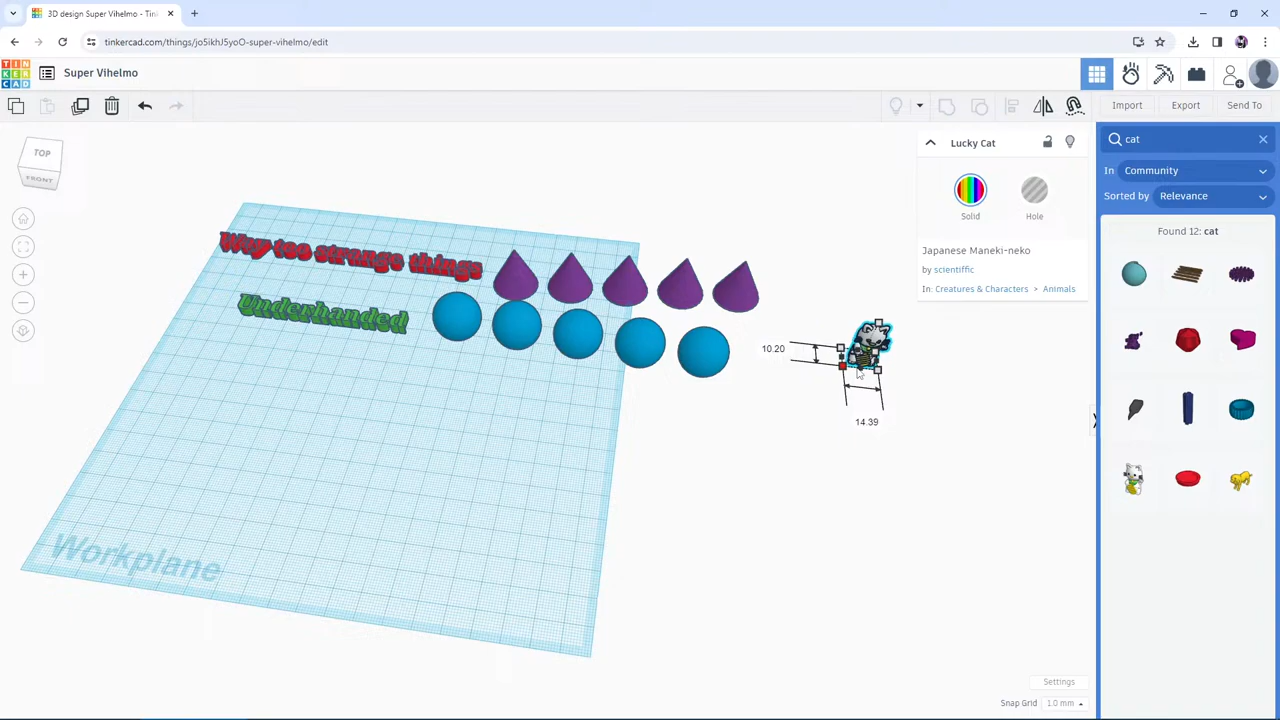 3D design Super Vihelmo - Tin
tinkercad.com/things/jo5ikhJ5yoO-super-vihelmo/edit
TIN
KER
CAD
Super Vihelmo
Import
Export
Send To
TOP
FRONT
Lucky Cat
Solid
Hole
Japanese Maneki-neko
by scientiffic
In: Creatures & Characters > Animals
cat
In Community
Sorted by Relevance
Found 12: cat
Way too strange things
Underhanded
10.20
14.39
Workplane
Settings
Snap Grid 1.0 mm